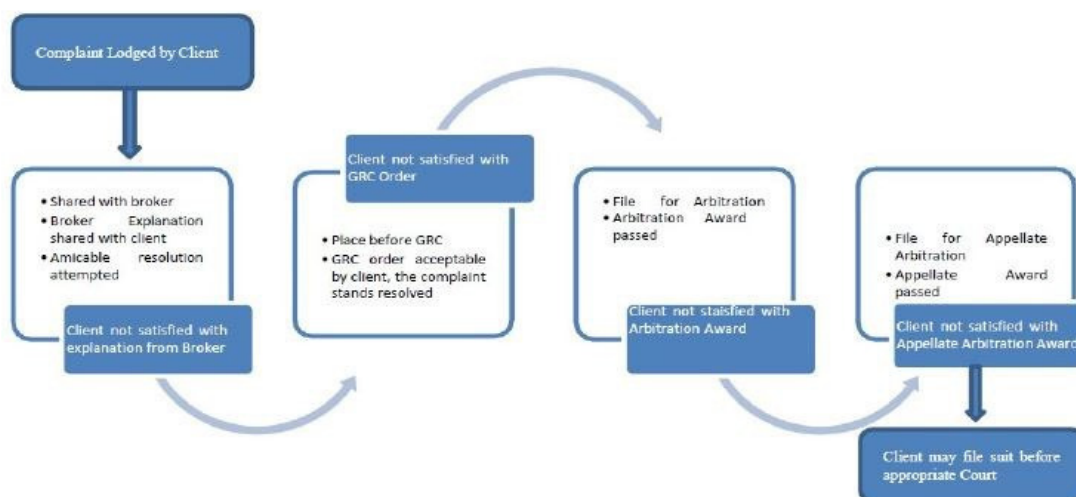 Complaint Lodged by Client
• Shared with broker
• Broker Explanation
shared with client
• Amicable resolution
attempted
Client not satisfied with
explanation from Broker
Client not satisfied with
GRC Order
• Place before GRC
• GRC order acceptable
by client, the complaint
stands resolved
• File for Arbitration
• Arbitration Award
passed
Client not staisfied with
Arbitration Award
• File for Appellate
Arbitration
• Appellate Award
passed
Client not satisfied with
Appellate Arbitration Award
Client may file suit before
appropriate Court